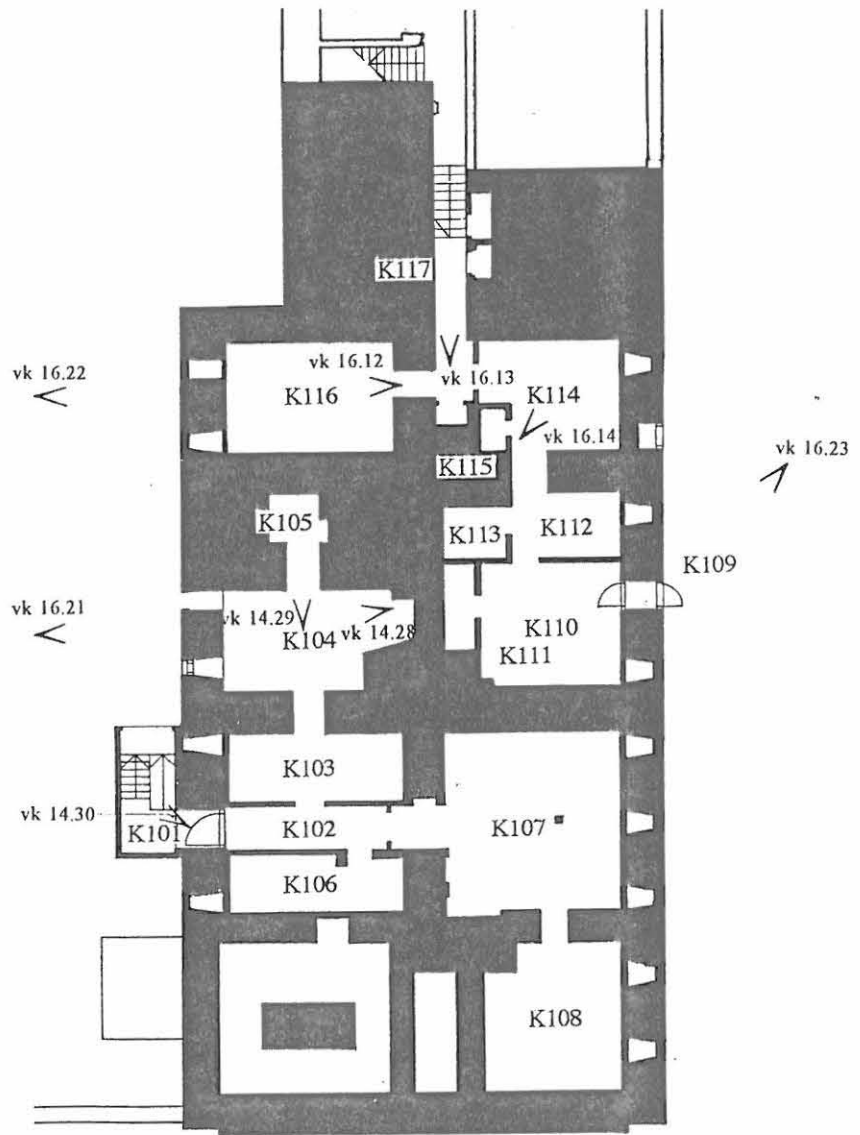 K117
vk 16.22
vk 16.12
vk 16.13
K116
K114
vk 16.14
vk 16.23
K115
K105
K113
K112
K109
vk 16.21
vk 14.29
K104
vk 14.28
K110
K111
K103
vk 14.30
K101
K102
K107
K106
K108